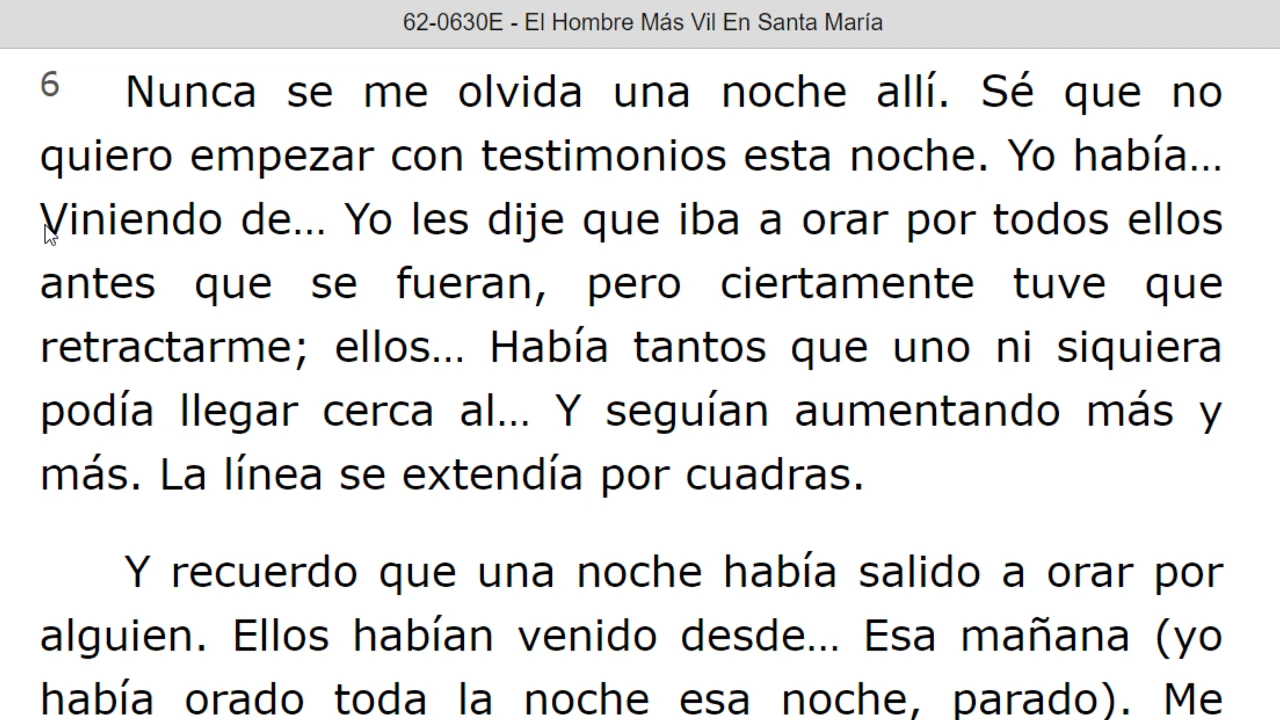 62-0630E - El Hombre Más Vil En Santa María
6 Nunca se me olvida una noche allí. Sé que no
quiero empezar con testimonios esta noche. Yo había...
Viniendo de... Yo les dije que iba a orar por todos ellos
antes que se fueran, pero ciertamente tuve que
retractarme; ellos... Había tantos que uno ni siquiera
podía llegar cerca al... Y seguían aumentando más y
más. La línea se extendía por cuadras.
Y recuerdo que una noche había salido a orar por
alguien. Ellos habían venido desde... Esa mañana (yo
había orado toda la noche esa noche, parado). Me